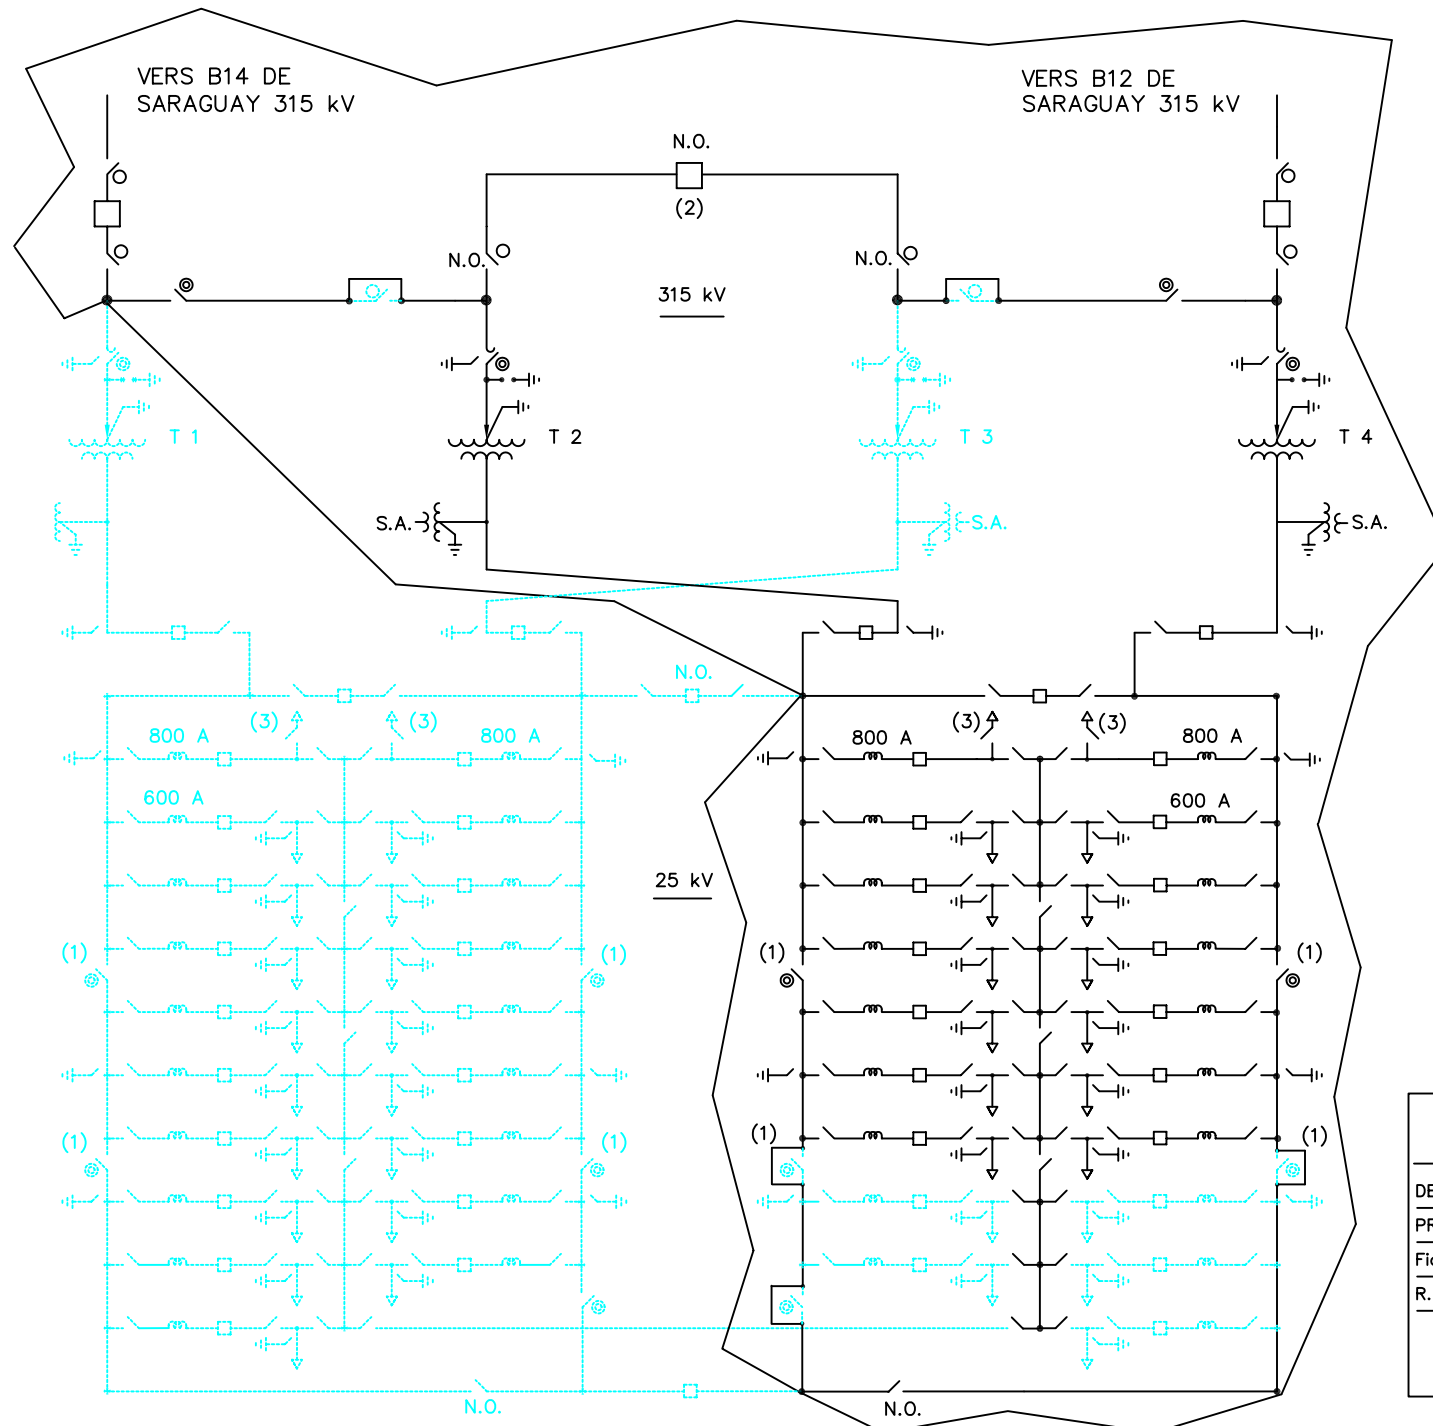 VERS B14 DE
SARAGUAY 315 kV
VERS B12 DE
SARAGUAY 315 kV
N.O.
(2)
N.O.
N.O.
315 kV
T 1
T 2
T 3
T 4
S.A.
S.A.
S.A.
N.O.
(3)
(3)
(3)
(3)
800 A
800 A
800 A
800 A
600 A
600 A
25 kV
(1)
(1)
(1)
(1)
(1)
(1)
(1)
(1)
R.
N.O.
N.O.